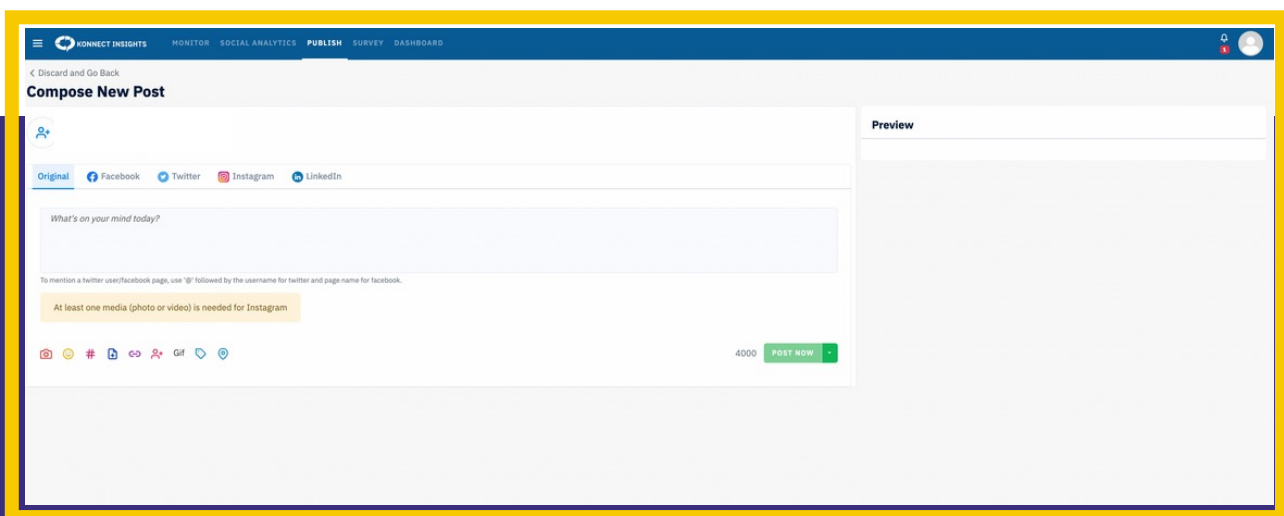 KONNECT INSIGHTS MONITOR SOCIAL ANALYTICS PUBLISH SURVEY DASHBOARD
1
< Discard and Go Back
Compose New Post
Preview
Original Facebook Twitter Instagram LinkedIn
What's on your mind today?
To mention a twitter user/facebook page, use '@' followed by the username for twitter and page name for facebook.
At least one media (photo or video) is needed for Instagram
# Gif 4000 POST NOW